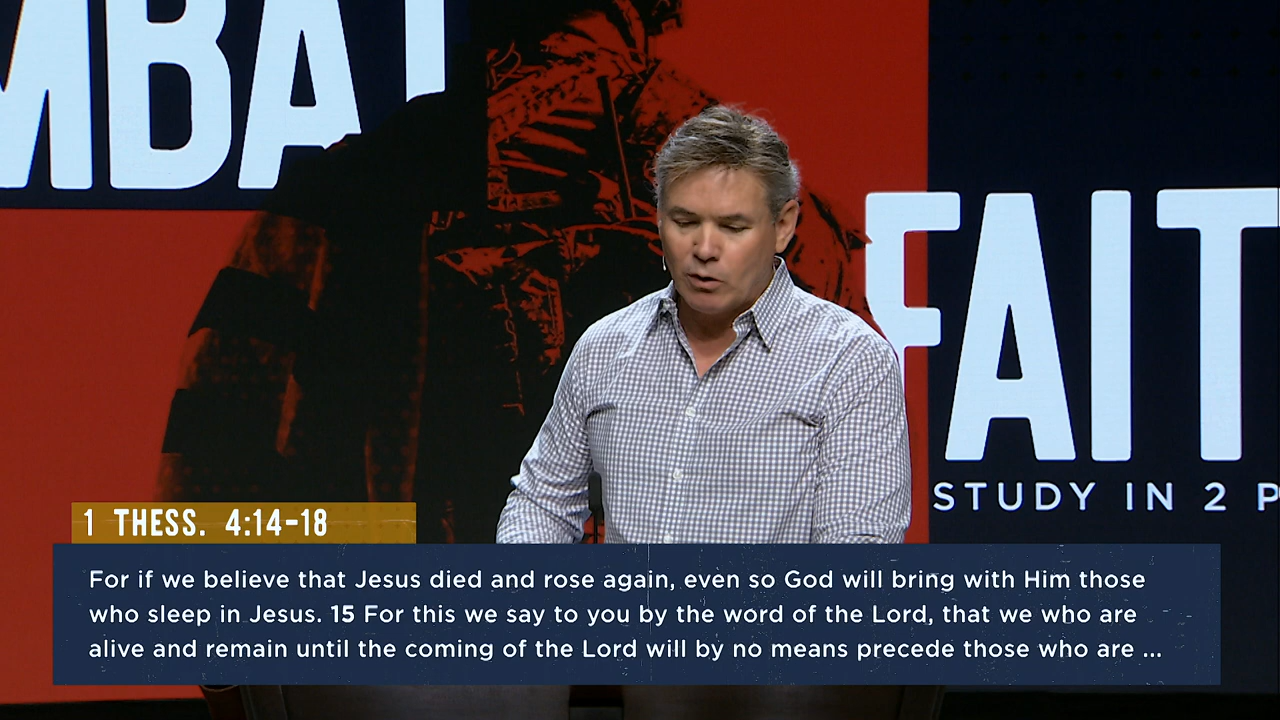 MBAT
FAIT
STUDY IN 2 P
1 THESS. 4:14-18
For if we believe that Jesus died and rose again, even so God will bring with Him those
who sleep in Jesus. 15 For this we say to you by the word of the Lord, that we who are
alive and remain until the coming of the Lord will by no means precede those who are ...